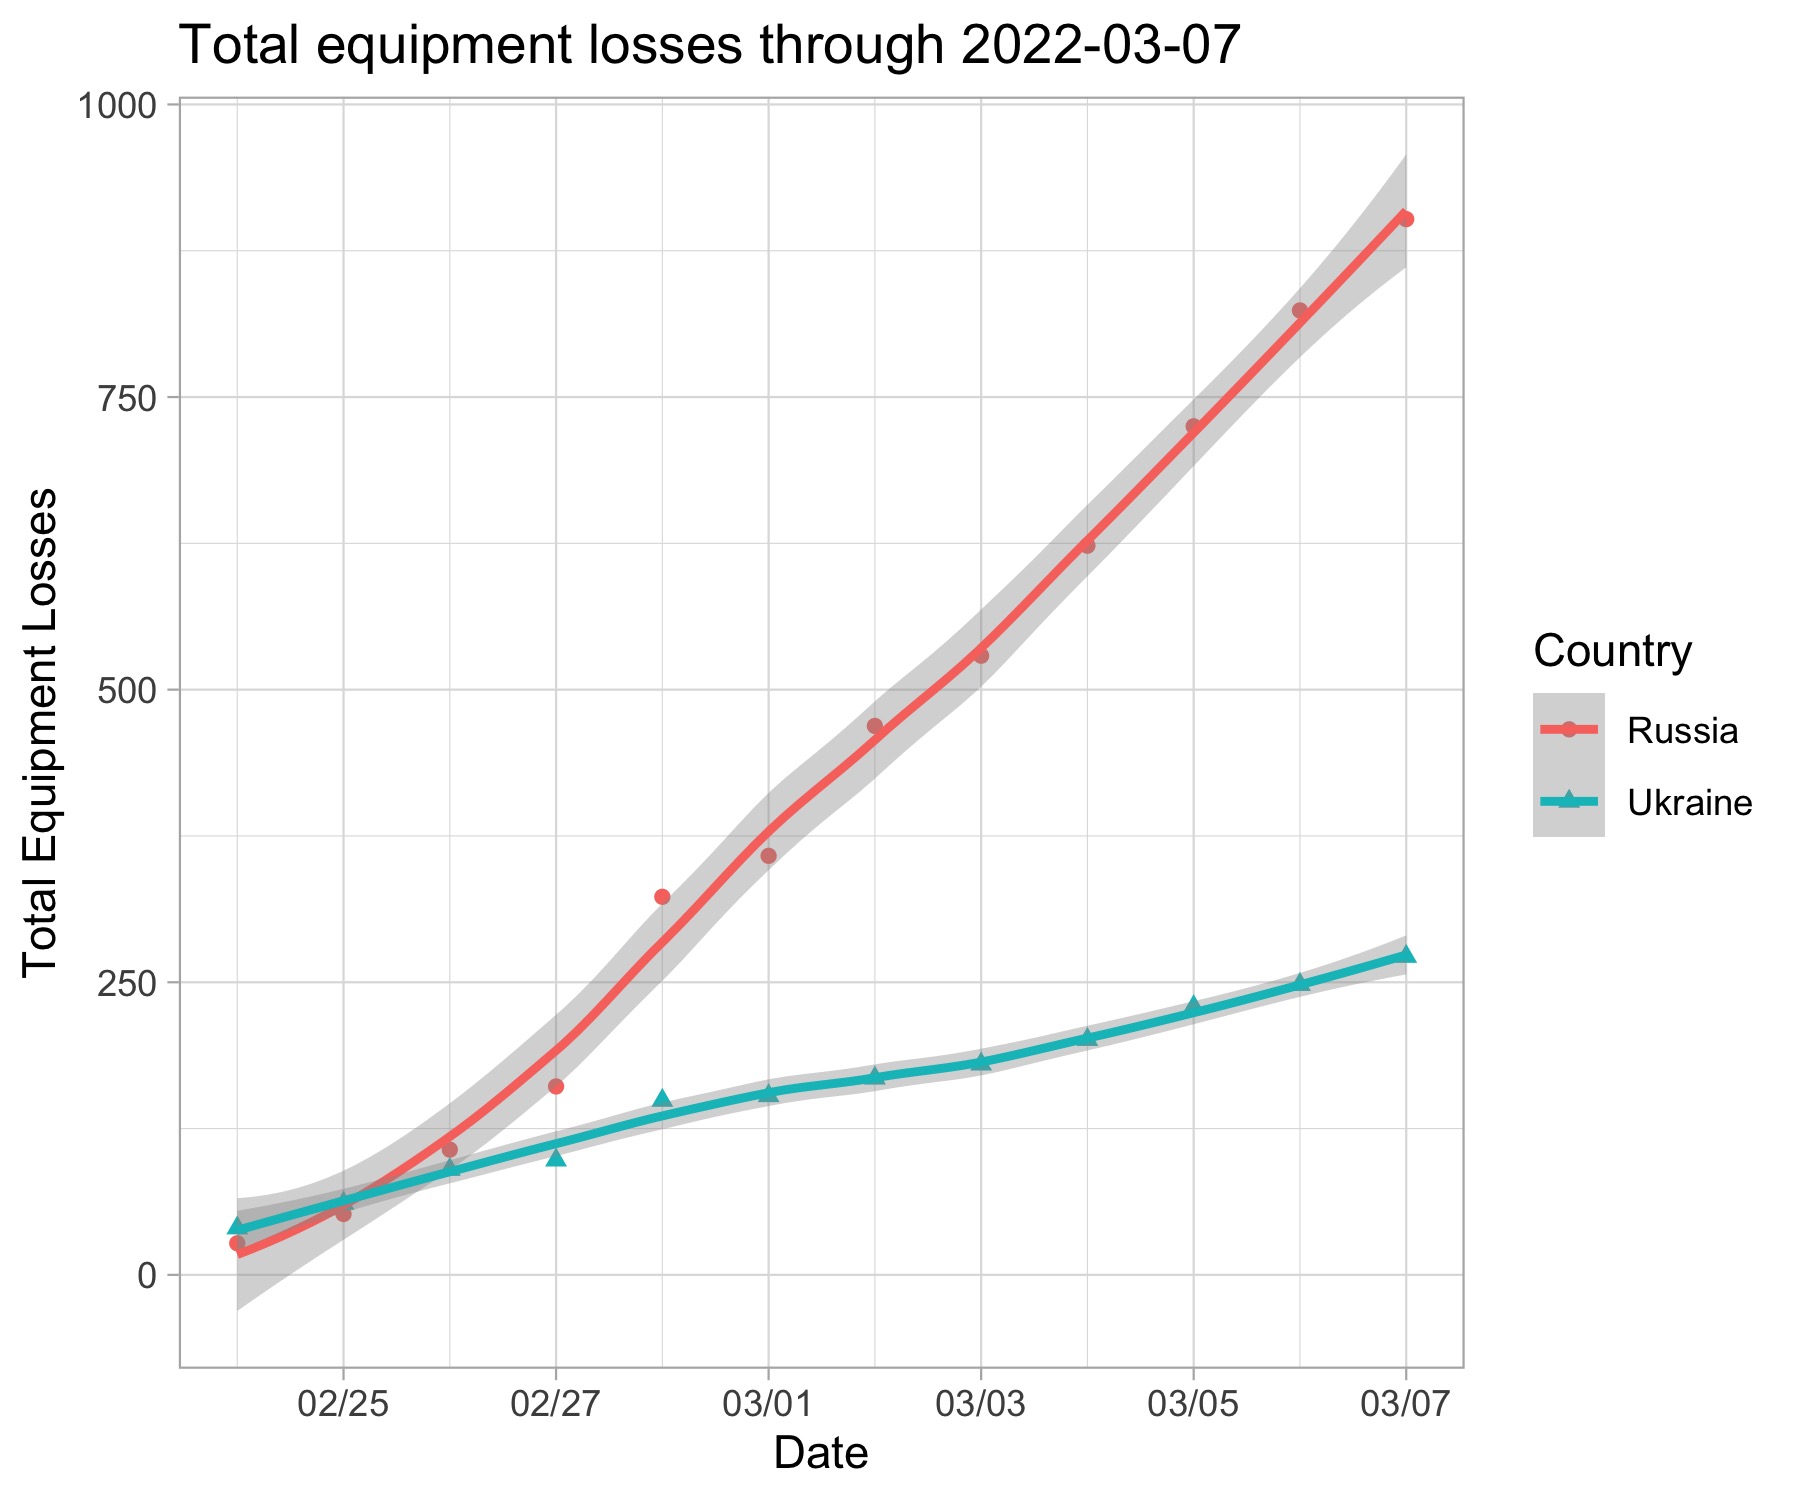 Total equipment losses through 2022-03-07
Total Equipment Losses
1000
750
500
250
0
02/25 02/27 03/01 03/03 03/05 03/07
Date
Country
Russia
Ukraine